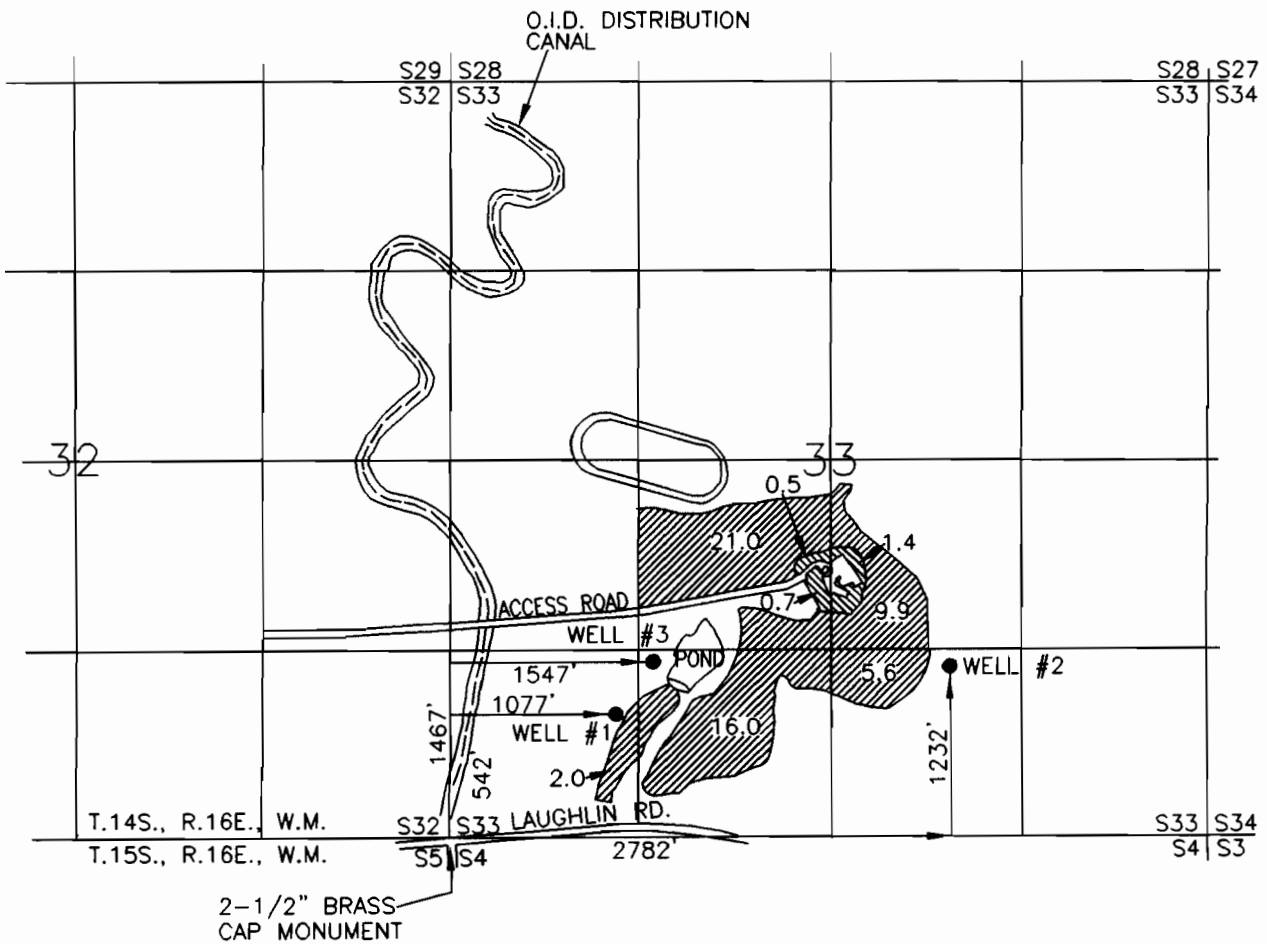 O.I.D. DISTRIBUTION
CANAL
S29 S28
S32 S33
S28 S27
S33 S34
32
33
0.5
21.0
1.4
ACCESS ROAD
0.7
9.9
WELL #3
POND
1547'
5.6
WELL #2
1077'
WELL #1
16.0
1467'
542'
1232'
2.0
T.14S., R.16E., W.M.
S32 S33
LAUGHLIN RD.
S33 S34
T.15S., R.16E., W.M.
S5 S4
2782'
S4 S3
2-1/2" BRASS
CAP MONUMENT